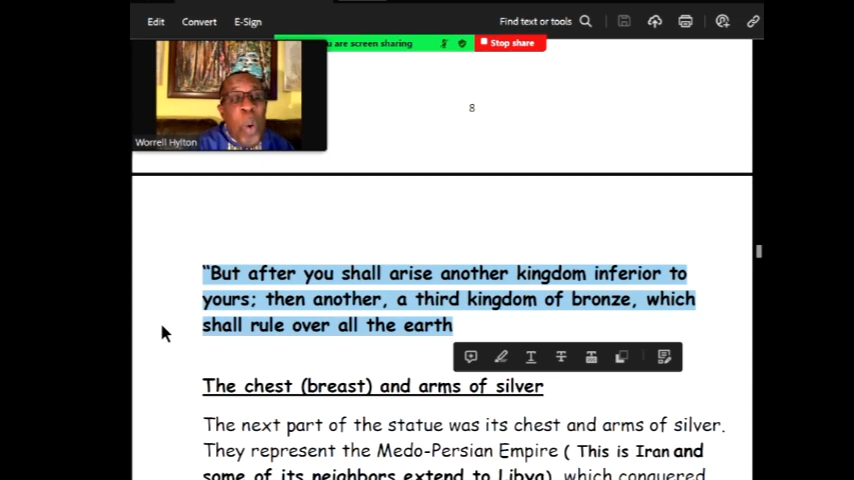 Edit Convert E-Sign Find text or tools
are screen sharing Stop share
Worrell Hylton
8
“But after you shall arise another kingdom inferior to
yours; then another, a third kingdom of bronze, which
shall rule over all the earth
The chest (breast) and arms of silver
The next part of the statue was its chest and arms of silver.
They represent the Medo-Persian Empire ( This is Iran and
some of its neighbors extend to Libya), which conquered